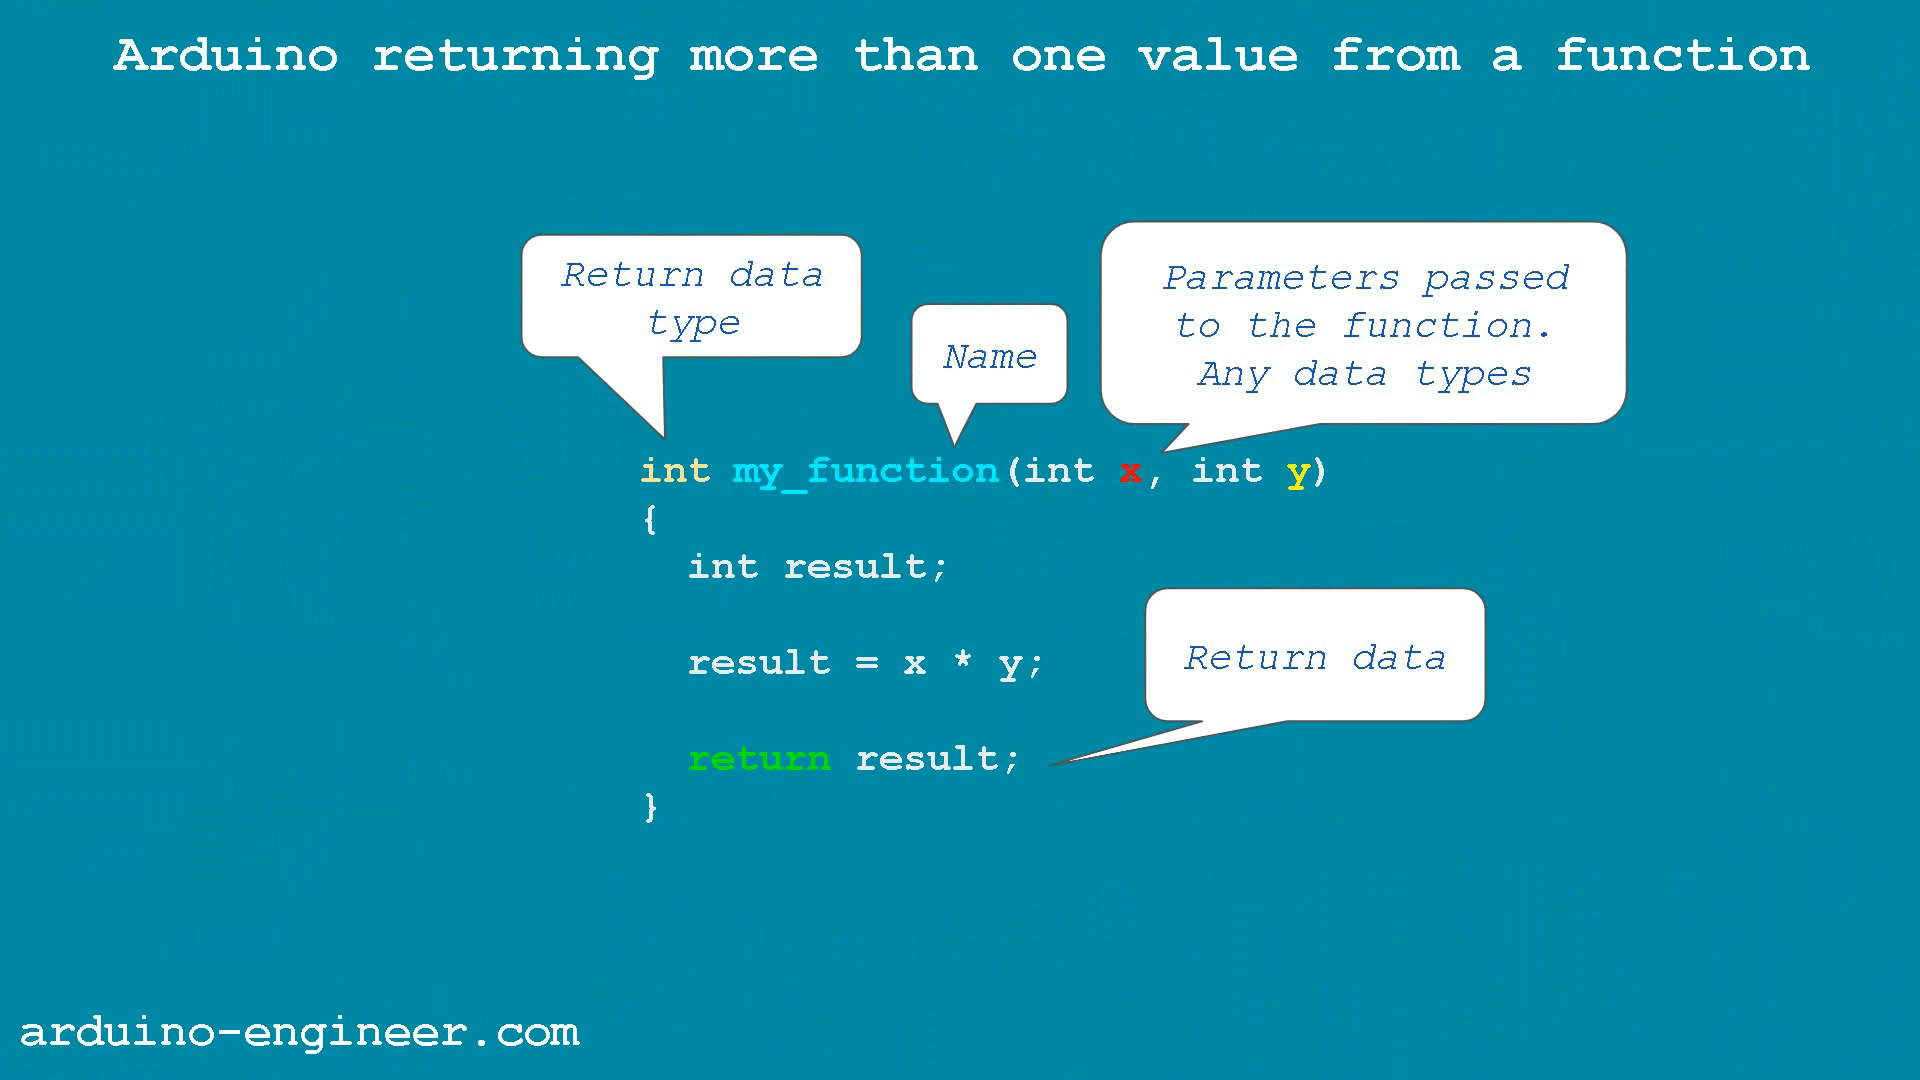 Arduino returning more than one value from a function
Return data
type
Name
Parameters passed
to the function.
Any data types
int my_function(int x, int y)
{
int result;
result = x * y;
Return data
return result;
}
arduino-engineer.com